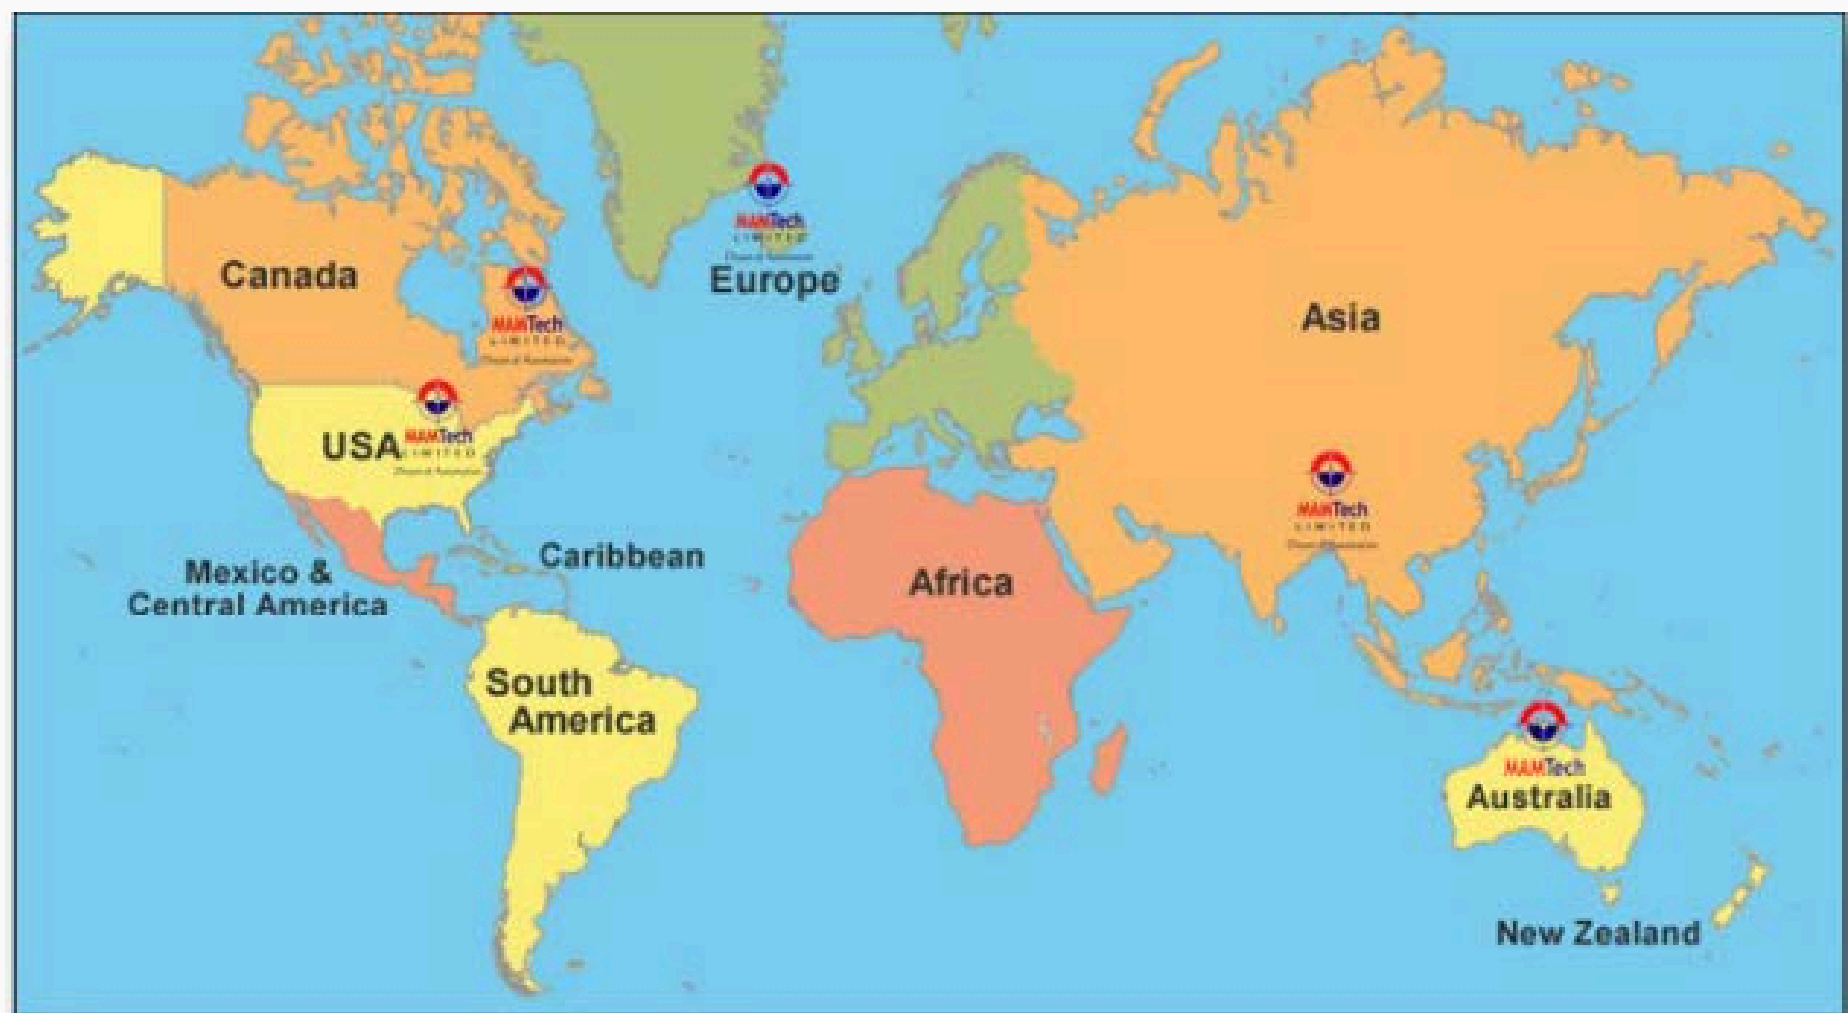 Canada
MAMTech
LIMITED
Europe
MAMTech
LIMITED
Asia
USA
MAMTech
LIMITED
MAMTech
LIMITED
Caribbean
Mexico &
Central America
Africa
South
America
MAMTech
Australia
New Zealand